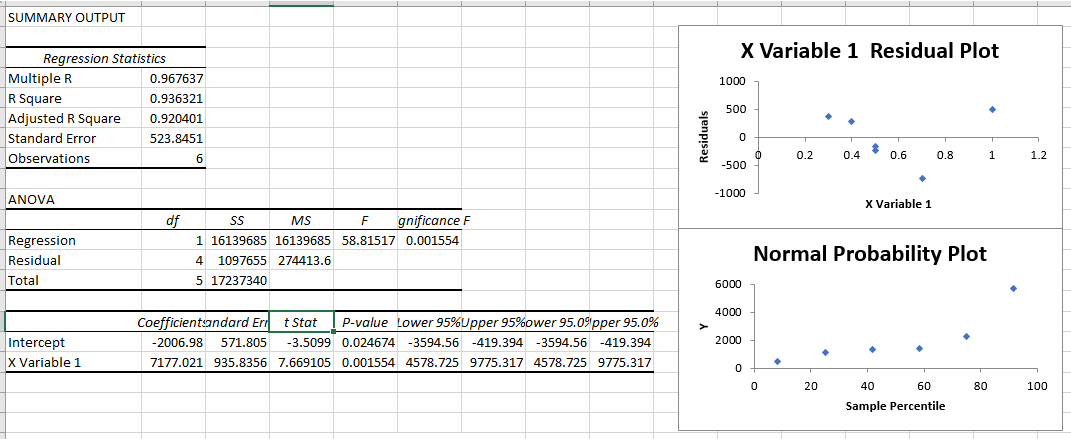 SUMMARY OUTPUT
Regression Statistics
Multiple R 0.967637
R Square 0.936321
Adjusted R Square 0.920401
Standard Error 523.8451
Observations 6
ANOVA
df SS MS F gnificance F
Regression 1 16139685 16139685 58.81517 0.001554
Residual 4 1097655 274413.6
Total 5 17237340
Coefficients andard Err t Stat P-value Lower 95% Upper 95% ower 95.0% pper 95.0%
Intercept -2006.98 571.805 -3.5099 0.024674 -3594.56 -419.394 -3594.56 -419.394
X Variable 1 7177.021 935.8356 7.669105 0.001554 4578.725 9775.317 4578.725 9775.317
X Variable 1 Residual Plot
1000
500
0
-500
-1000
0 0.2 0.4 0.6 0.8 1 1.2
Residuals
X Variable 1
Normal Probability Plot
6000
4000
2000
0
0 20 40 60 80 100
Y
Sample Percentile